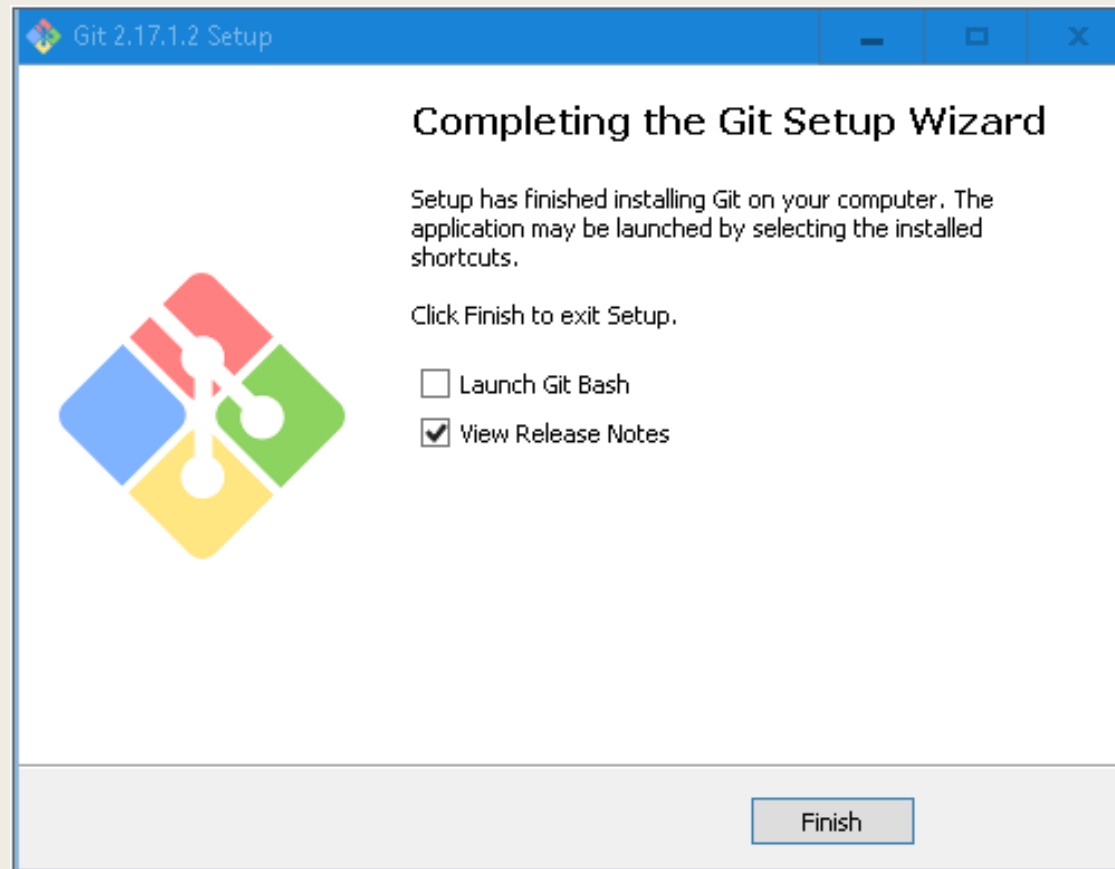 Git 2.17.1.2 Setup
Completing the Git Setup Wizard
Setup has finished installing Git on your computer. The
application may be launched by selecting the installed
shortcuts.
Click Finish to exit Setup.
Launch Git Bash
View Release Notes
Finish